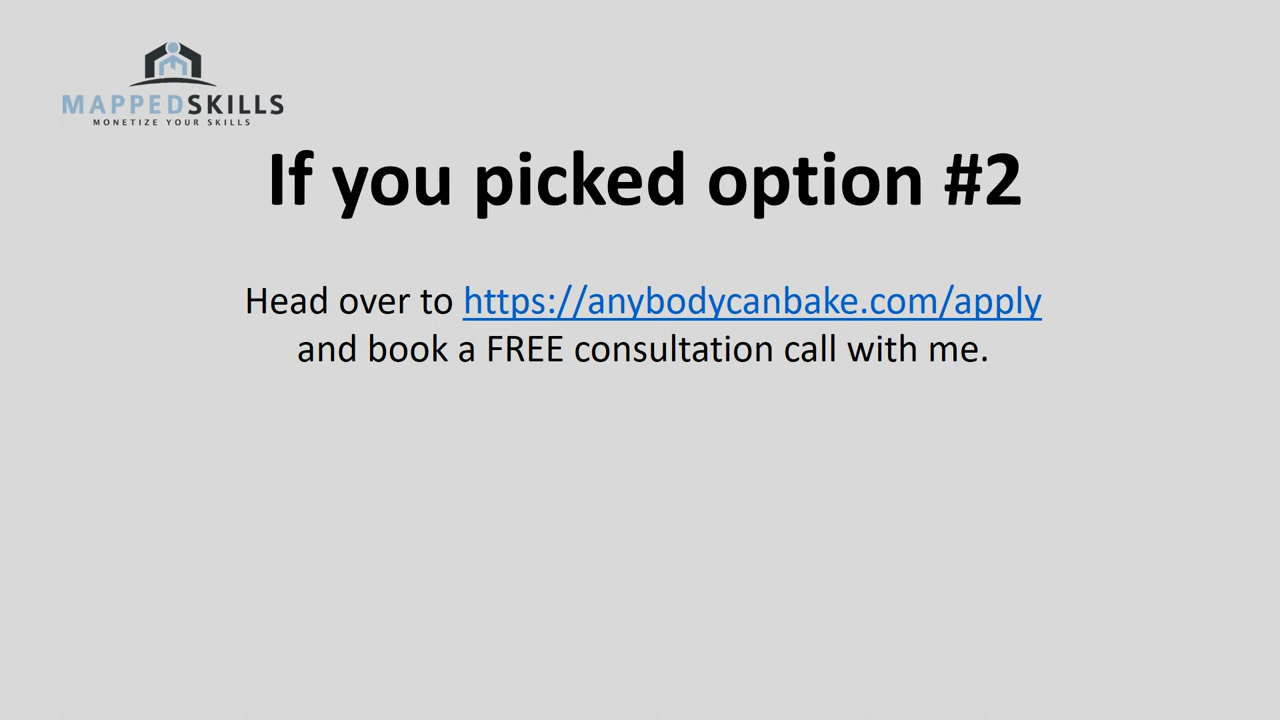 MAPPEDSKILLS
MONETIZE YOUR SKILLS
If you picked option #2
Head over to https://anybodycanbake.com/apply
and book a FREE consultation call with me.